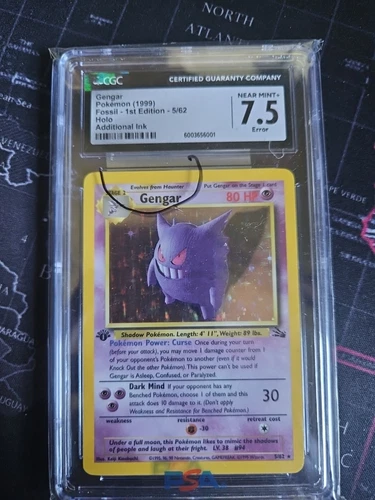 NORTH
ATLANTIC
CGC
CERTIFIED GUARANTY COMPANY
Gengar
Pokémon (1999)
Fossil - 1st Edition - 5/62
Holo
Additional Ink
NEAR MINT+
7.5
Error
6003656001
STAGE 2
Evolves from Haunter
Put Gengar on the Stage 1 card
Gengar
80 HP
Shadow Pokémon. Length: 4' 11", Weight: 89 lbs.
Pokémon Power: Curse Once during your turn
(before your attack), you may move 1 damage counter from
1 of your opponent's Pokémon to another (even if it would
Knock Out the other Pokémon). This power can't be used if
Gengar is Asleep, Confused, or Paralyzed.
Dark Mind If your opponent has any
Benched Pokémon, choose 1 of them and this
attack does 10 damage to it. (Don't apply
Weakness and Resistance for Benched Pokémon.)
30
weakness
resistance
retreat cost
-30
Under a full moon, this Pokémon likes to mimic the shadows
of people and laugh at their fright. LV. 38 #94
5/62
PSA